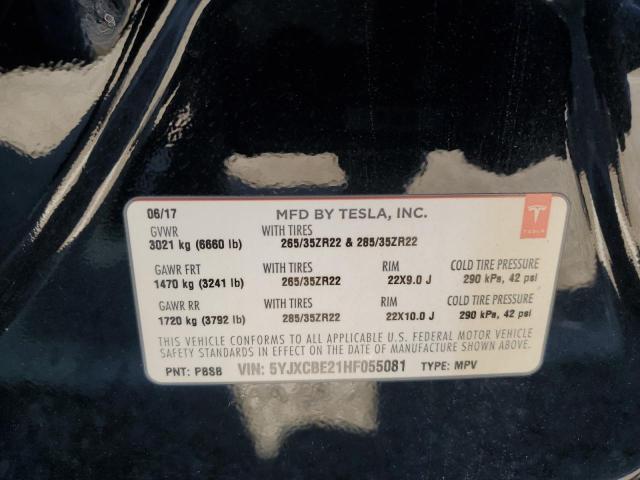 06/17 MFD BY TESLA, INC.
GVWR WITH TIRES
3021 kg (6660 lb) 265/35ZR22 & 285/35ZR22
TESLA
GAWR FRT WITH TIRES RIM COLD TIRE PRESSURE
1470 kg (3241 lb) 265/35ZR22 22X9.0 J 290 kPa, 42 psi
GAWR RR WITH TIRES RIM COLD TIRE PRESSURE
1720 kg (3792 lb) 285/35ZR22 22X10.0 J 290 kPa, 42 psi
THIS VEHICLE CONFORMS TO ALL APPLICABLE U.S. FEDERAL MOTOR VEHICLE
SAFETY STANDARDS IN EFFECT ON THE DATE OF MANUFACTURE SHOWN ABOVE.
PNT: PBSB VIN: 5YJXCBE21HF055081 TYPE: MPV